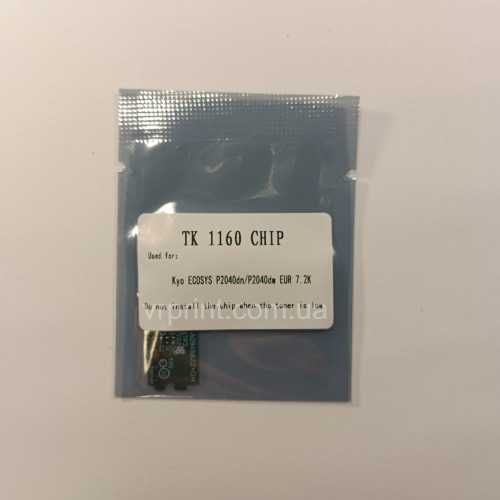 TK 1160 CHIP
Used for:
Kyo ECOSYS P2040dn/P2040dw EUR 7.2K
Do not install the chip when the toner is low
viprint.com.ua